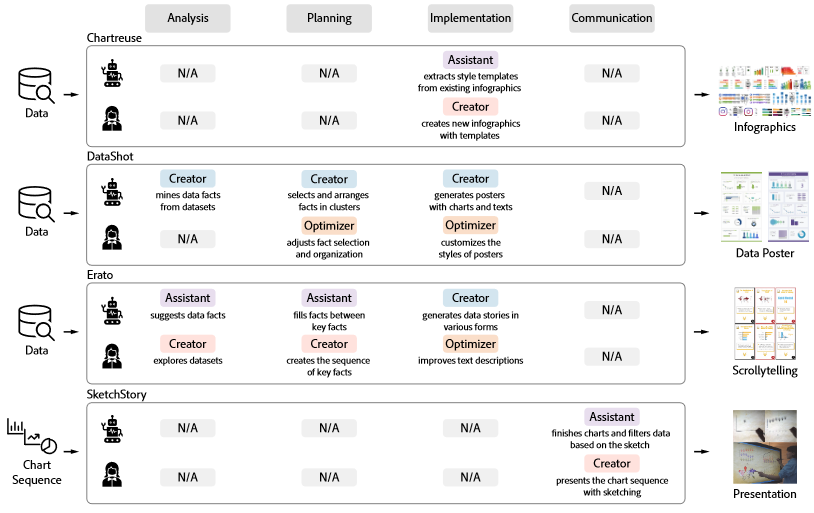 Analysis Planning Implementation Communication
Chartreuse
Data
N/A N/A Assistant N/A
extracts style templates
from existing infographics
N/A N/A Creator N/A
creates new infographics
with templates
Infographics
DataShot
Data
Creator Creator Creator N/A
mines data facts selects and arranges generates posters
from datasets facts in clusters with charts and texts
N/A Optimizer Optimizer N/A
adjusts fact selection customizes the
and organization styles of posters
Data Poster
Erato
Data
Assistant Assistant Creator N/A
suggests data facts fills facts between generates data stories in
key facts various forms
Creator Creator Optimizer N/A
explores datasets creates the sequence improves text descriptions
of key facts
Scrollytelling
SketchStory
Chart
Sequence
N/A N/A N/A Assistant
finishes charts and filters data
based on the sketch
N/A N/A N/A Creator
presents the chart sequence
with sketching
Presentation